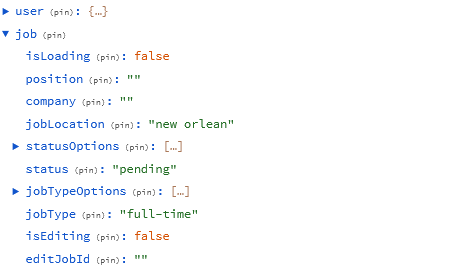 ▶ user (pin): {…}
▼ job (pin)
isLoading (pin): false
position (pin): ""
company (pin): ""
jobLocation (pin): "new orlean"
▶ statusOptions (pin): […]
status (pin): "pending"
▶ jobTypeOptions (pin): […]
jobType (pin): "full-time"
isEditing (pin): false
editJobId (pin): ""